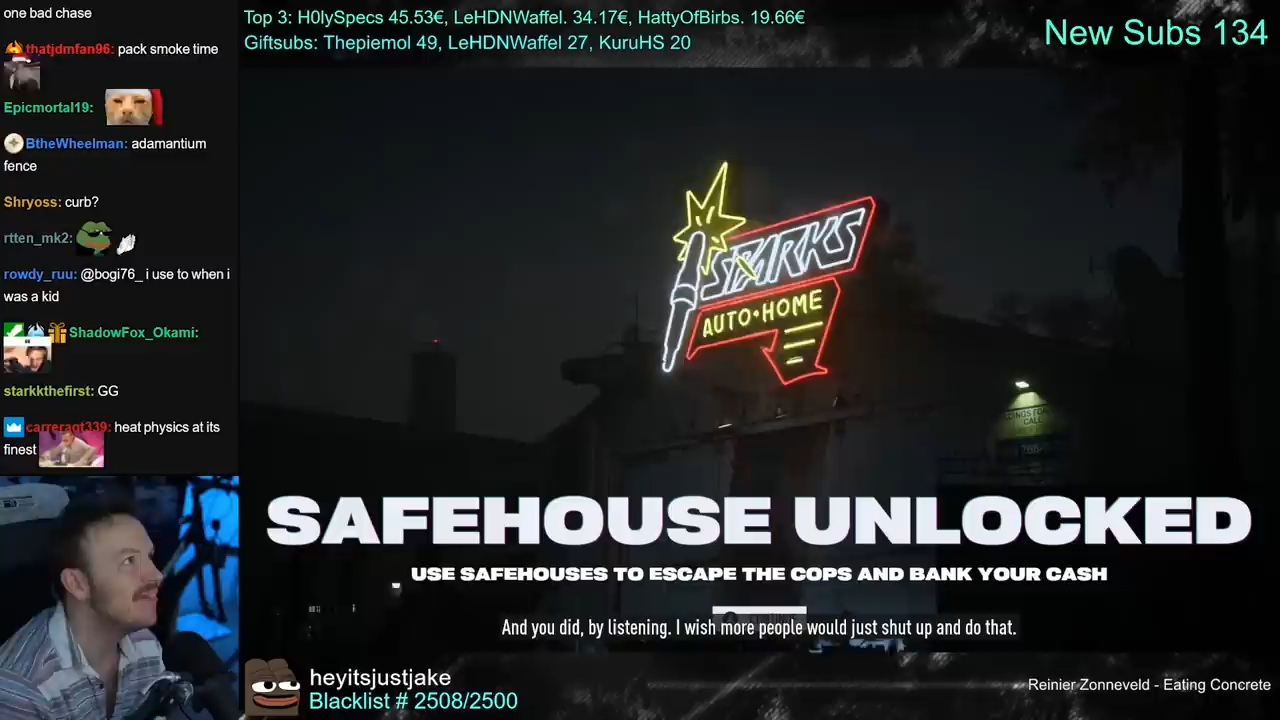 one bad chase
thatjdmfan96: pack smoke time
Epicmortal19:
BtheWheelman: adamantium
fence
Shryoss: curb?
rtten_mk2:
rowdy_ruu: @bogi76_ i use to when i
was a kid
ShadowFox_Okami:
starkkthefirst: GG
carreragt339: heat physics at its
finest
Top 3: H0lySpecs 45.53€, LeHDNWaffel. 34.17€, HattyOfBirbs. 19.66€
Giftsubs: Thepiemol 49, LeHDNWaffel 27, KuruHS 20
New Subs 134
SPARKS
AUTO•HOME
CALL
SAFEHOUSE UNLOCKED
USE SAFEHOUSES TO ESCAPE THE COPS AND BANK YOUR CASH
And you did, by listening. I wish more people would just shut up and do that.
heyitsjustjake
Blacklist # 2508/2500
Reinier Zonneveld - Eating Concrete